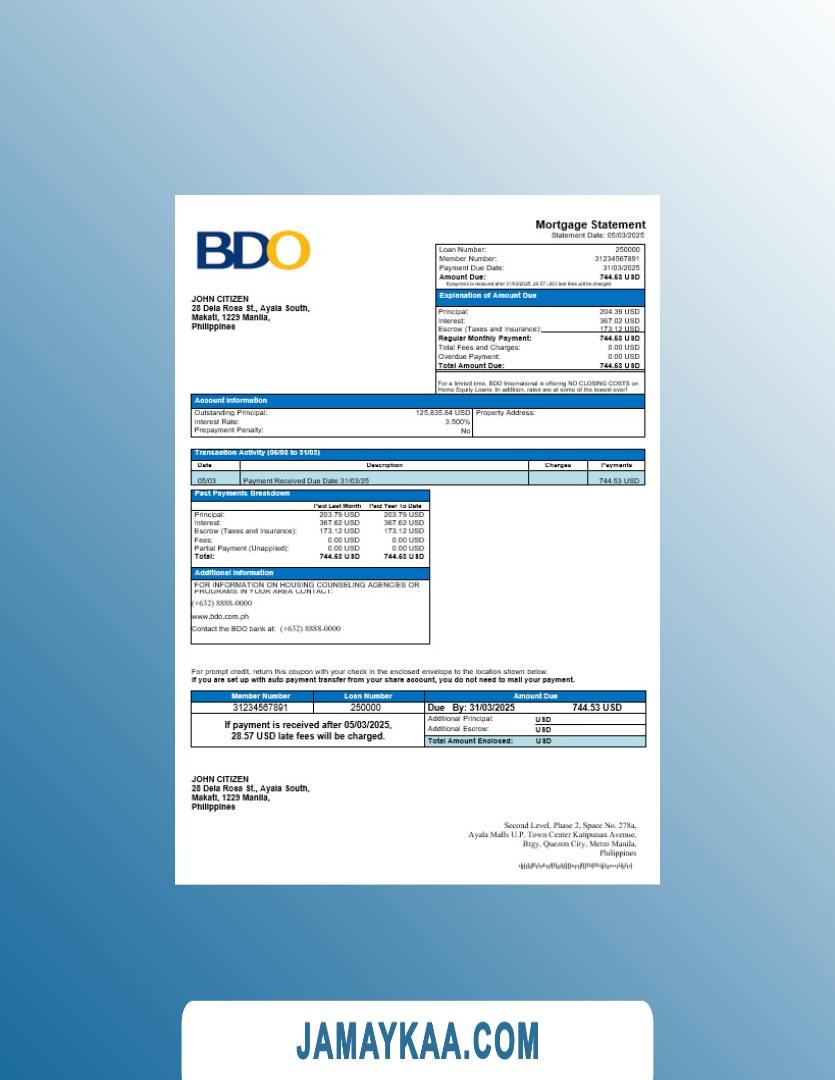 BDO
Mortgage Statement
Statement Date: 05/03/2025
Loan Number: 250000
Member Number: 31234567891
Payment Due Date: 31/03/2025
Amount Due: 744.53 USD
If payment is received after 31/03/2025, 28.57 USD late fees will be charged.
JOHN CITIZEN
28 Dela Rosa St., Ayala South,
Makati, 1229 Manila,
Philippines
Explanation of Amount Due
Principal: 204.39 USD
Interest: 367.02 USD
Escrow (Taxes and Insurance): 173.12 USD
Regular Monthly Payment: 744.53 USD
Total Fees and Charges: 0.00 USD
Overdue Payment: 0.00 USD
Total Amount Due: 744.53 USD
For a limited time, BDO International is offering NO CLOSING COSTS on
Home Equity Loans. In addition, rates are at some of the lowest ever!
Account Information
Outstanding Principal: 125,835.84 USD Property Address:
Interest Rate: 3.500%
Prepayment Penalty: No
Transaction Activity (05/03 to 31/03)
Date Description Charges Payments
05/03 Payment Received Due Date 31/03/25 744.53 USD
Past Payments Breakdown
Paid Last Month Paid Year To Date
Principal: 203.79 USD 203.79 USD
Interest: 367.62 USD 367.62 USD
Escrow (Taxes and Insurance): 173.12 USD 173.12 USD
Fees: 0.00 USD 0.00 USD
Partial Payment (Unapplied): 0.00 USD 0.00 USD
Total: 744.53 USD 744.53 USD
Additional Information
FOR INFORMATION ON HOUSING COUNSELING AGENCIES OR
PROGRAMS IN YOUR AREA CONTACT:
(+632) 8888-0000
www.bdo.com.ph
Contact the BDO bank at: (+632) 8888-0000
For prompt credit, return this coupon with your check in the enclosed envelope to the location shown below.
If you are set up with auto payment transfer from your share account, you do not need to mail your payment.
Member Number Loan Number Amount Due
31234567891 250000 Due By: 31/03/2025 744.53 USD
If payment is received after 05/03/2025,
28.57 USD late fees will be charged.
Additional Principal: USD
Additional Escrow: USD
Total Amount Enclosed: USD
JOHN CITIZEN
28 Dela Rosa St., Ayala South,
Makati, 1229 Manila,
Philippines
Second Level, Phase 2, Space No. 278a,
Ayala Malls U.P. Town Center Katipunan Avenue,
Brgy, Quezon City, Metro Manila,
Philippines
JAMAYKAA.COM